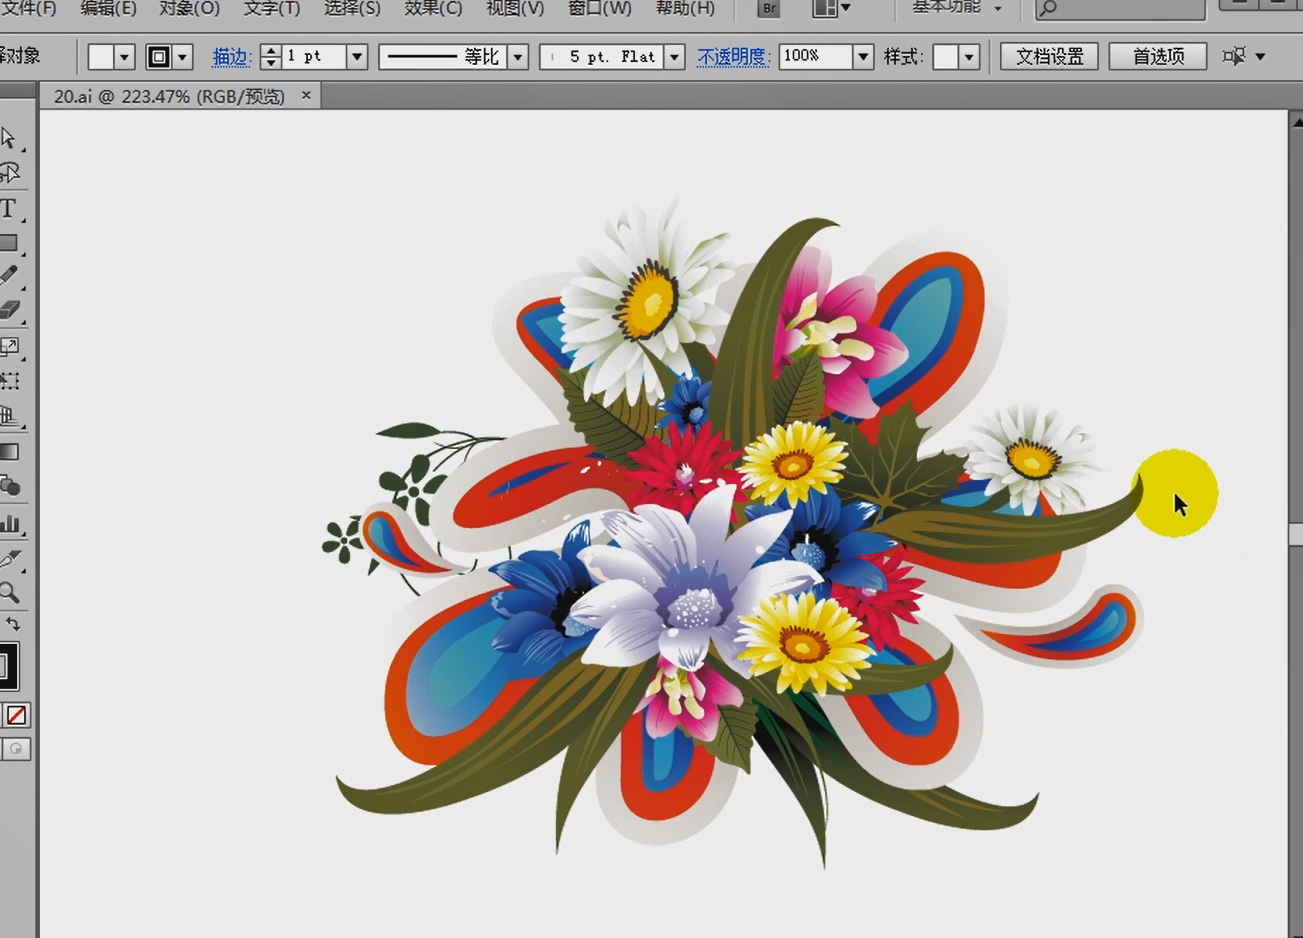 文件(F) 编辑(E) 对象(O) 文字(T) 选择(S) 效果(C) 视图(V) 窗口(W) 帮助(H) Br 基本功能
择对象 描边: 1 pt 等比 5 pt. Flat 不透明度: 100% 样式: 文档设置 首选项
20.ai @ 223.47% (RGB/预览) ×
T